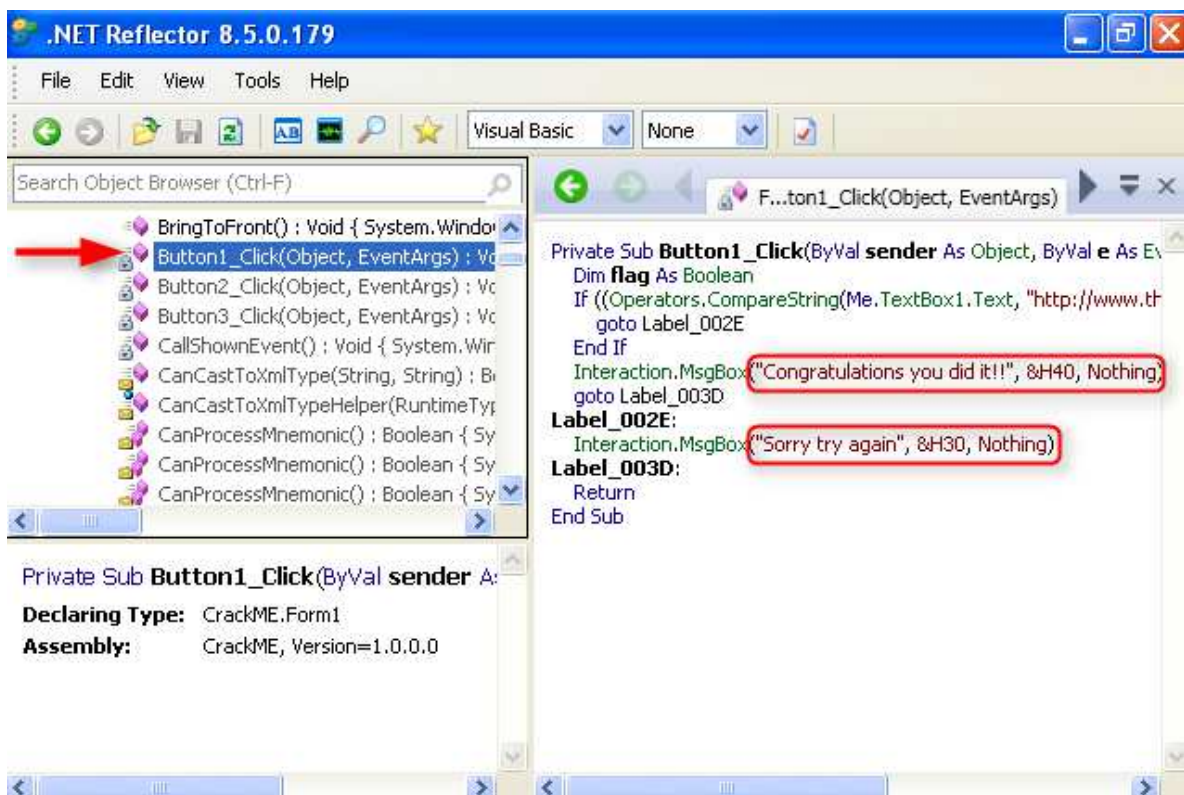 .NET Reflector 8.5.0.179
File Edit View Tools Help
Visual Basic None
Search Object Browser (Ctrl-F)
BringToFront() : Void { System.Windo
Button1_Click(Object, EventArgs) : Vo
Button2_Click(Object, EventArgs) : Vo
Button3_Click(Object, EventArgs) : Vo
CallShownEvent() : Void { System.Wir
CanCastToXmlType(String, String) : B
CanCastToXmlTypeHelper(RuntimeTyp
CanProcessMnemonic() : Boolean { Sy
CanProcessMnemonic() : Boolean { Sy
CanProcessMnemonic() : Boolean { Sy
Private Sub Button1_Click(ByVal sender A
Declaring Type: CrackME.Form1
Assembly: CrackME, Version=1.0.0.0
F...ton1_Click(Object, EventArgs)
Private Sub Button1_Click(ByVal sender As Object, ByVal e As Ev
Dim flag As Boolean
If ((Operators.CompareString(Me.TextBox1.Text, "http://www.th
goto Label_002E
End If
Interaction.MsgBox("Congratulations you did it!!", &H40, Nothing)
goto Label_003D
Label_002E:
Interaction.MsgBox("Sorry try again", &H30, Nothing)
Label_003D:
Return
End Sub